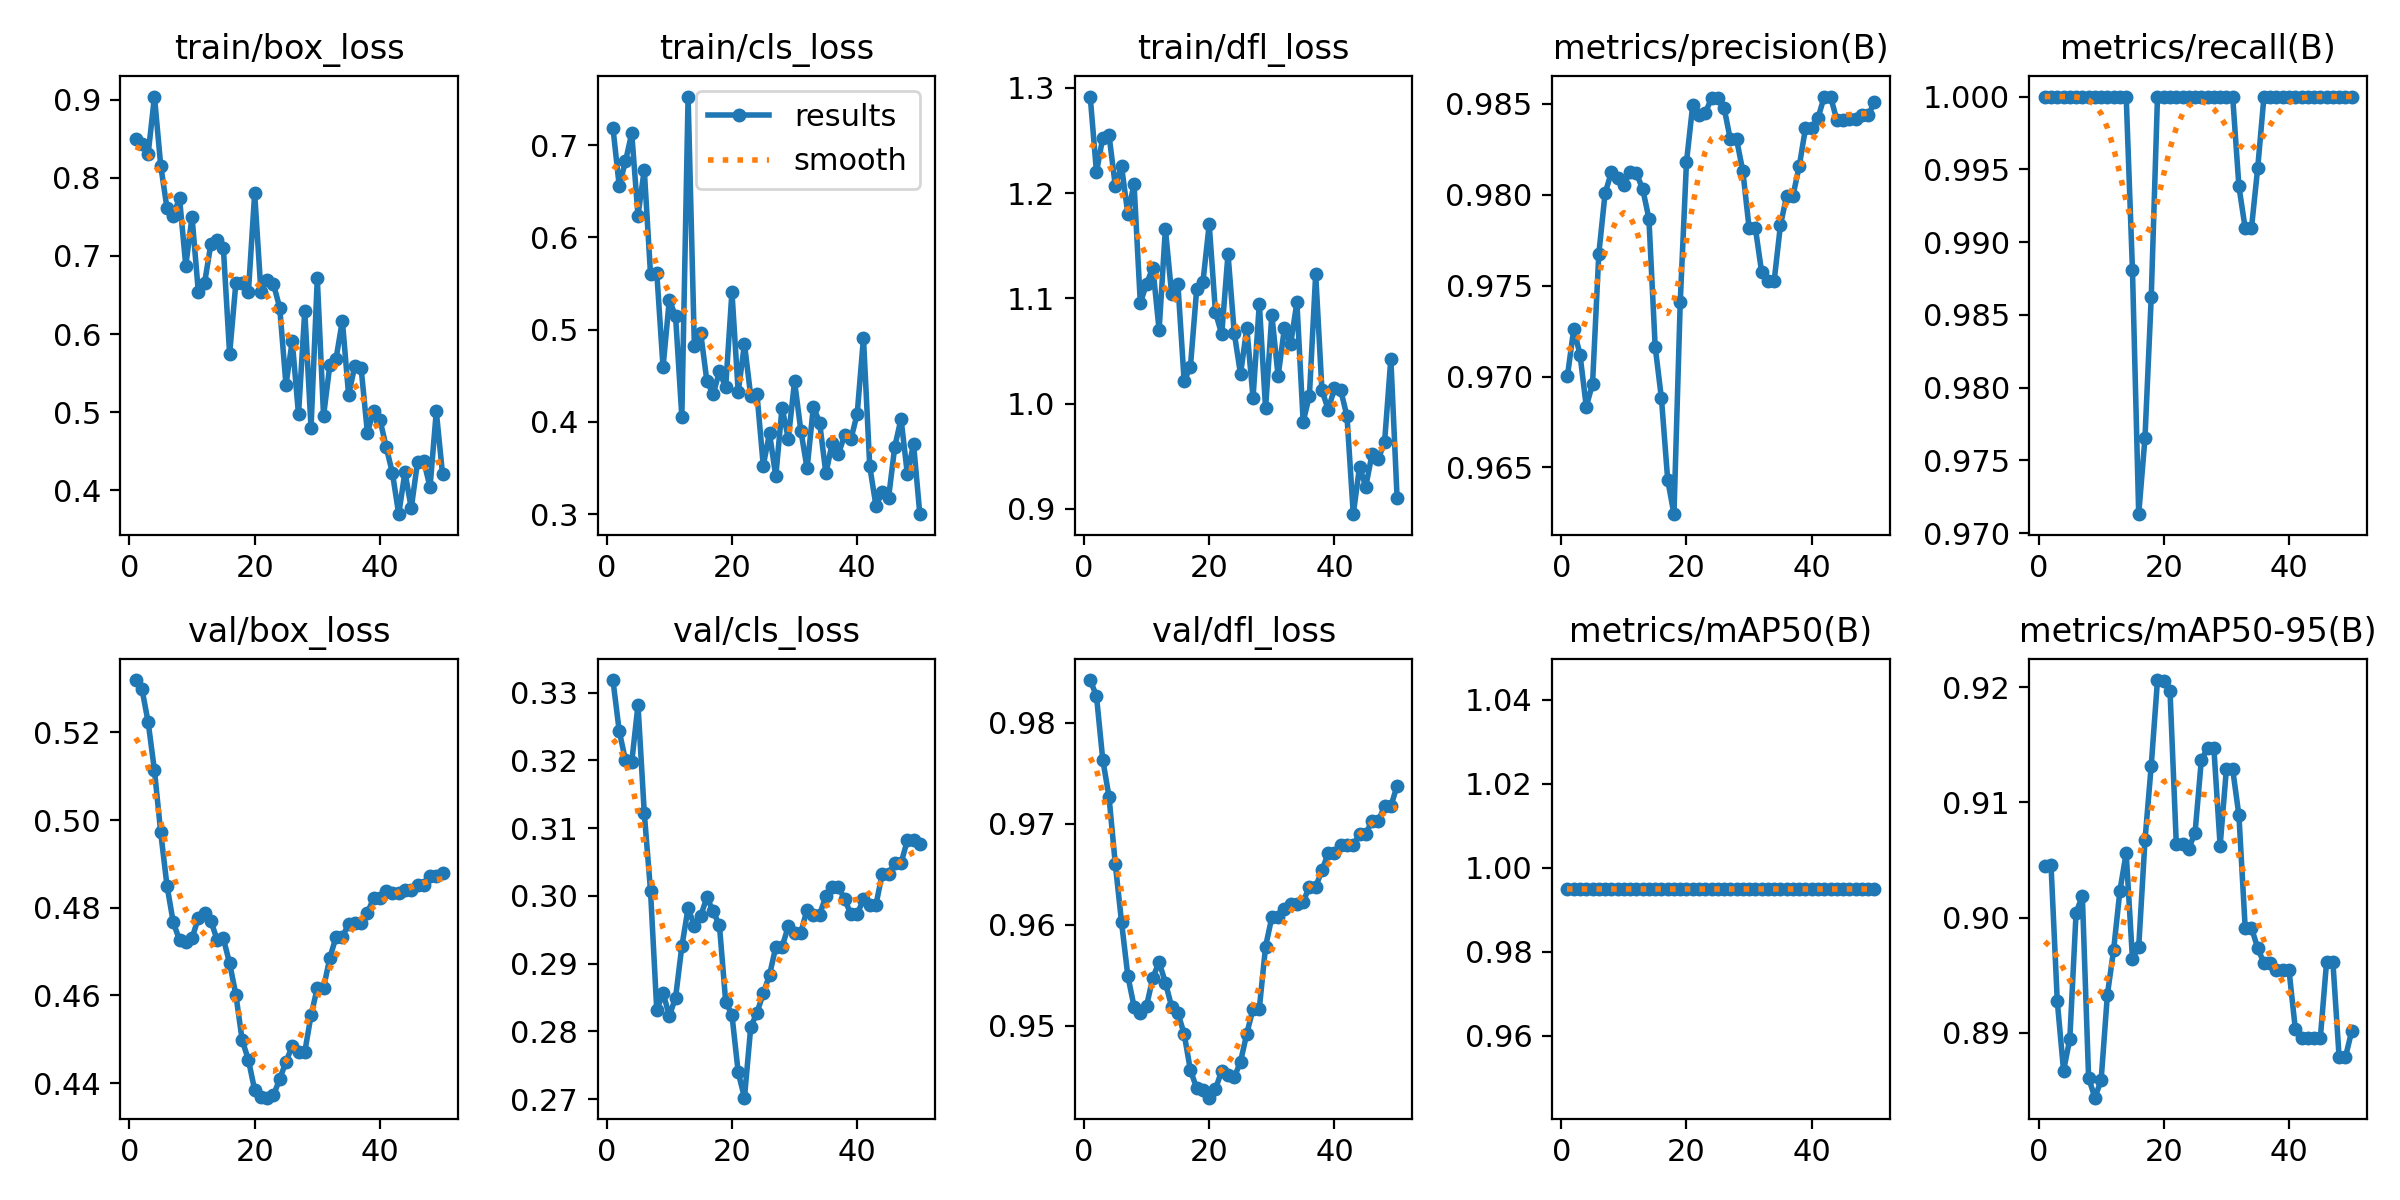 train/box_loss
0.9
0.8
0.7
0.6
0.5
0.4
0 20 40
train/cls_loss
results
smooth
0.7
0.6
0.5
0.4
0.3
0 20 40
train/dfl_loss
1.3
1.2
1.1
1.0
0.9
0 20 40
metrics/precision(B)
0.985
0.980
0.975
0.970
0.965
0 20 40
metrics/recall(B)
1.000
0.995
0.990
0.985
0.980
0.975
0.970
0 20 40
val/box_loss
0.52
0.50
0.48
0.46
0.44
0 20 40
val/cls_loss
0.33
0.32
0.31
0.30
0.29
0.28
0.27
0 20 40
val/dfl_loss
0.98
0.97
0.96
0.95
0 20 40
metrics/mAP50(B)
1.04
1.02
1.00
0.98
0.96
0 20 40
metrics/mAP50-95(B)
0.92
0.91
0.90
0.89
0 20 40